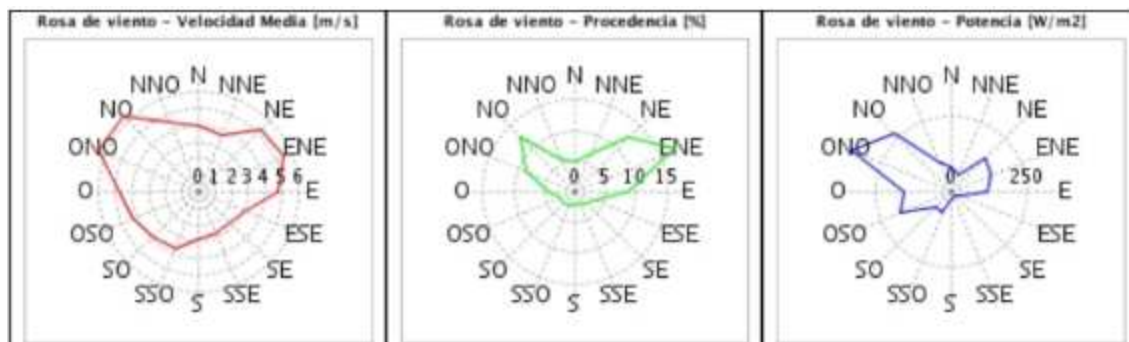 Rosa de viento - Velocidad Media [m/s]
N
NNO NNE
NO NE
ONO ENE
0 1 2 3 4 5 6
O E
OSO ESE
SO SE
SSO SSE
S
Rosa de viento - Procedencia [%]
N
NNO NNE
NO NE
ONO ENE
0 5 10 15
O E
OSO ESE
SO SE
SSO SSE
S
Rosa de viento - Potencia [W/m2]
N
NNO NNE
NO NE
ONO ENE
0 250
O E
OSO ESE
SO SE
SSO SSE
S